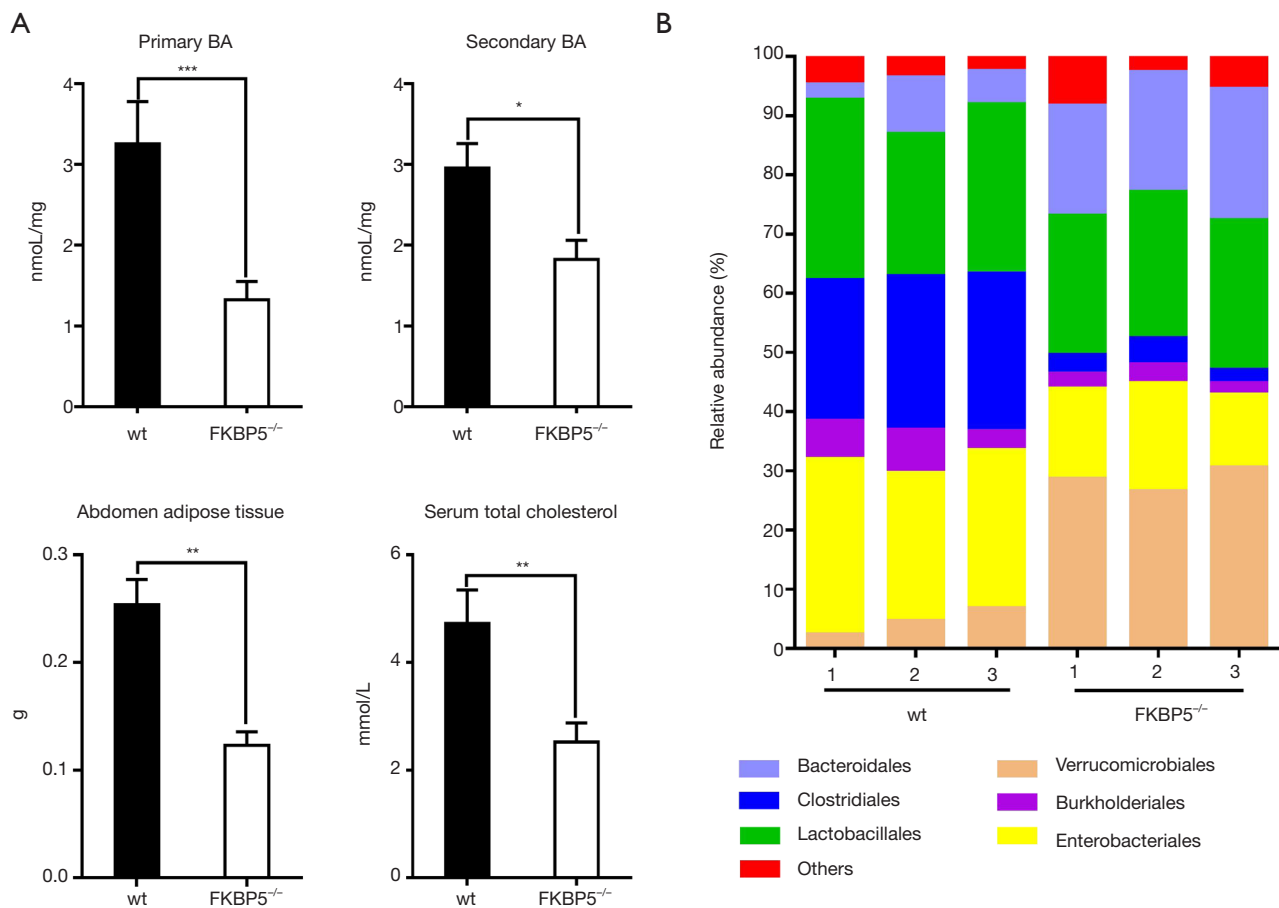 A
Primary BA
***
4
3
2
1
0
nmoL/mg
wt
FKBP5⁻/⁻
Secondary BA
*
4
3
2
1
0
nmoL/mg
wt
FKBP5⁻/⁻
Abdomen adipose tissue
**
0.3
0.2
0.1
0.0
g
wt
FKBP5⁻/⁻
Serum total cholesterol
**
6
4
2
0
mmol/L
wt
FKBP5⁻/⁻
B
100
90
80
70
60
50
40
30
20
10
0
Relative abundance (%)
1 2 3 1 2 3
wt FKBP5⁻/⁻
Bacteroidales
Clostridiales
Lactobacillales
Others
Verrucomicrobiales
Burkholderiales
Enterobacteriales